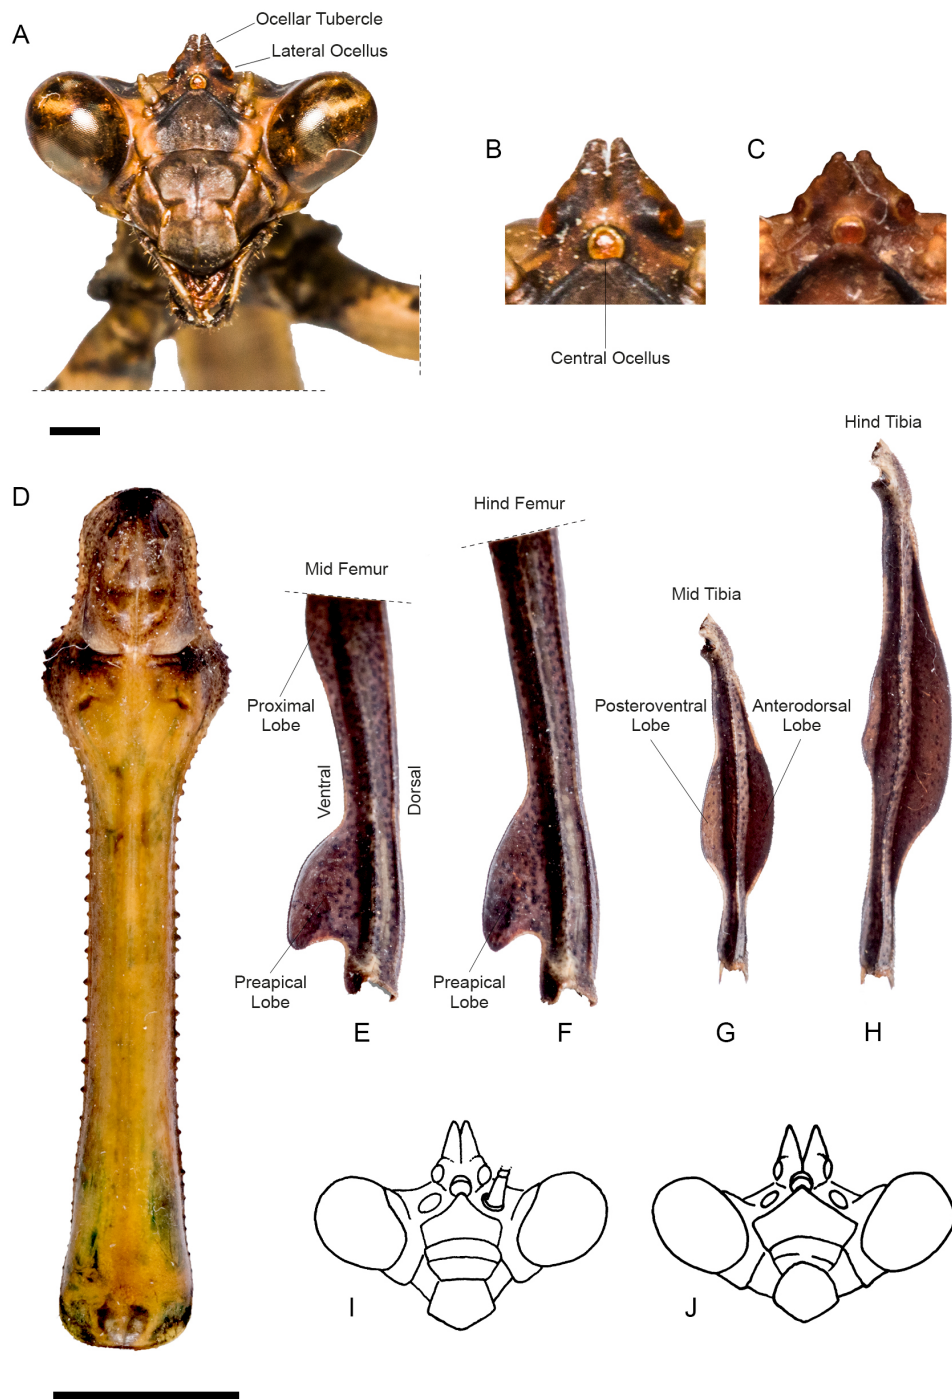 A
Ocellar Tubercle
Lateral Ocellus
B
C
Central Ocellus
D
Mid Femur
Proximal
Lobe
Ventral
Dorsal
Preapical
Lobe
E
Hind Femur
Preapical
Lobe
F
Mid Tibia
Posteroventral
Lobe
Anterodorsal
Lobe
G
Hind Tibia
H
I
J